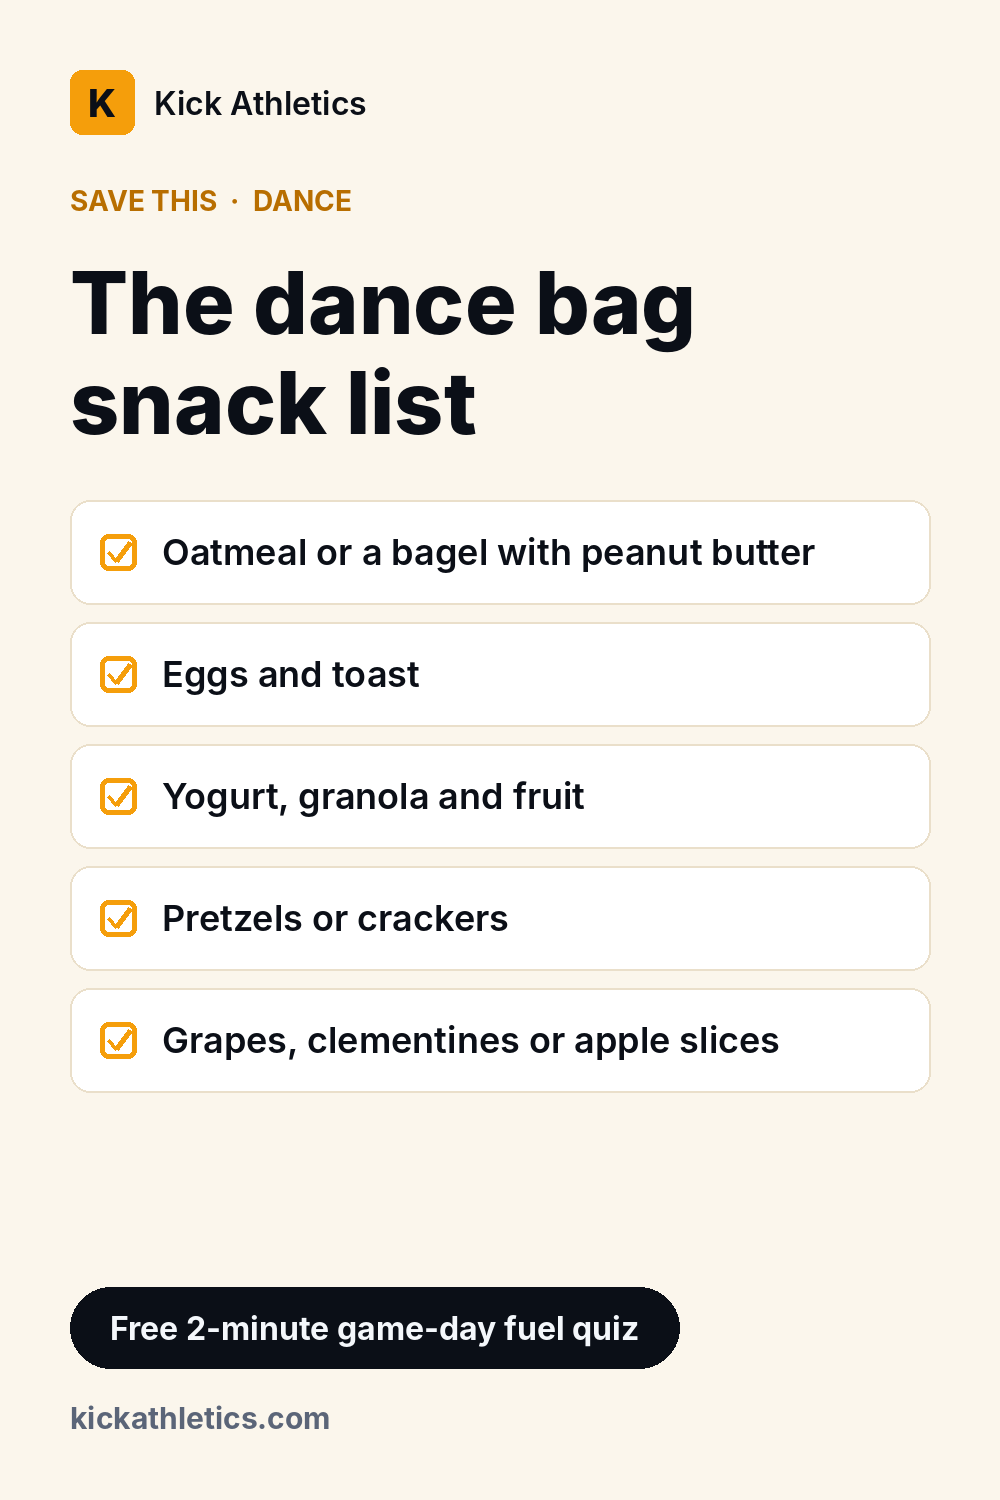 K
Kick Athletics
SAVE THIS · DANCE
The dance bag
snack list
Oatmeal or a bagel with peanut butter
Eggs and toast
Yogurt, granola and fruit
Pretzels or crackers
Grapes, clementines or apple slices
Free 2-minute game-day fuel quiz
kickathletics.com